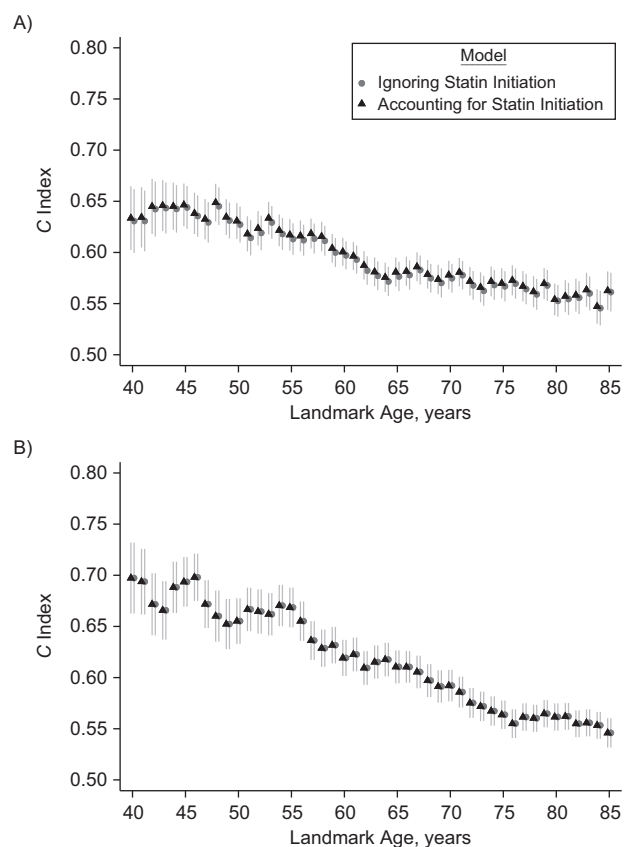 A)
0.80
Model
Ignoring Statin Initiation
Accounting for Statin Initiation
0.75
0.70
0.65
0.60
0.55
0.50
C Index
40 45 50 55 60 65 70 75 80 85
Landmark Age, years
B)
0.80
0.75
0.70
0.65
0.60
0.55
0.50
C Index
40 45 50 55 60 65 70 75 80 85
Landmark Age, years